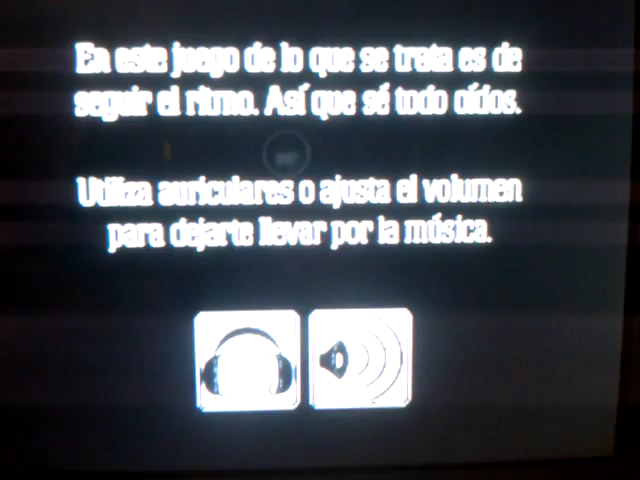 En este juego de lo que se trata es de
seguir el ritmo. Así que sé todo oídos.
Utiliza auriculares o ajusta el volumen
para dejarte llevar por la música.